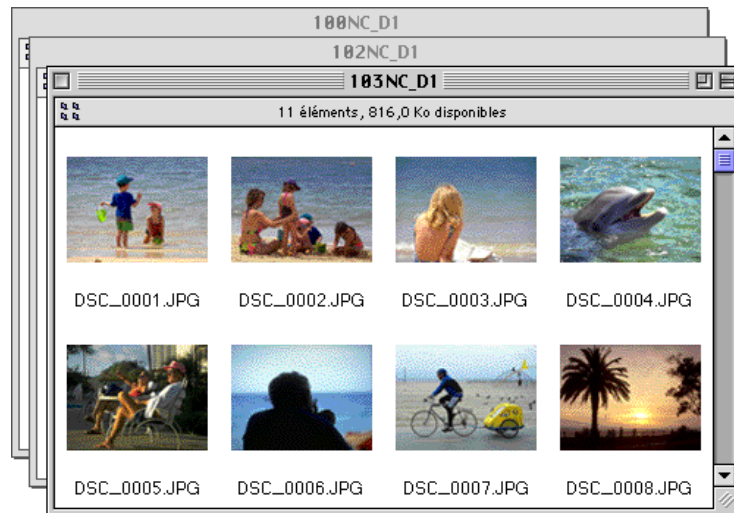 100NC_D1
102NC_D1
103NC_D1
11 éléments, 816,0 Ko disponibles
DSC_0001.JPG DSC_0002.JPG DSC_0003.JPG DSC_0004.JPG
DSC_0005.JPG DSC_0006.JPG DSC_0007.JPG DSC_0008.JPG